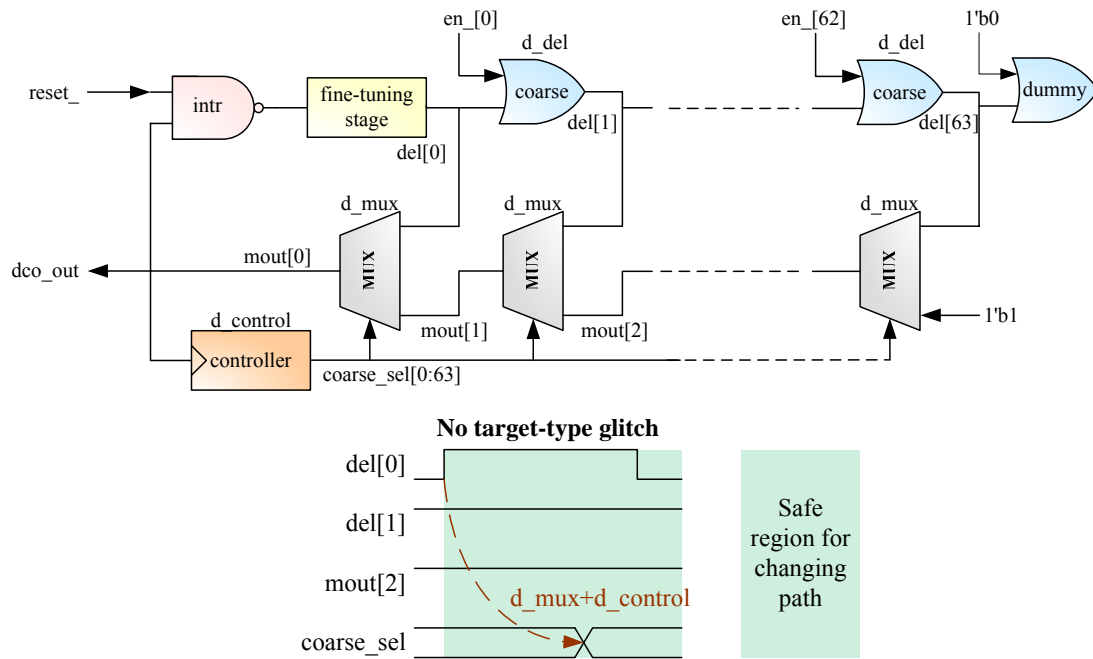 en_[0]
en_[62]
1'b0
d_del
d_del
reset_
intr
fine-tuning
stage
coarse
coarse
dummy
del[0]
del[1]
del[63]
d_mux
d_mux
d_mux
dco_out
mout[0]
MUX
MUX
MUX
mout[1]
mout[2]
1'b1
d_control
controller
coarse_sel[0:63]
No target-type glitch
del[0]
del[1]
mout[2]
d_mux+d_control
coarse_sel
Safe
region for
changing
path